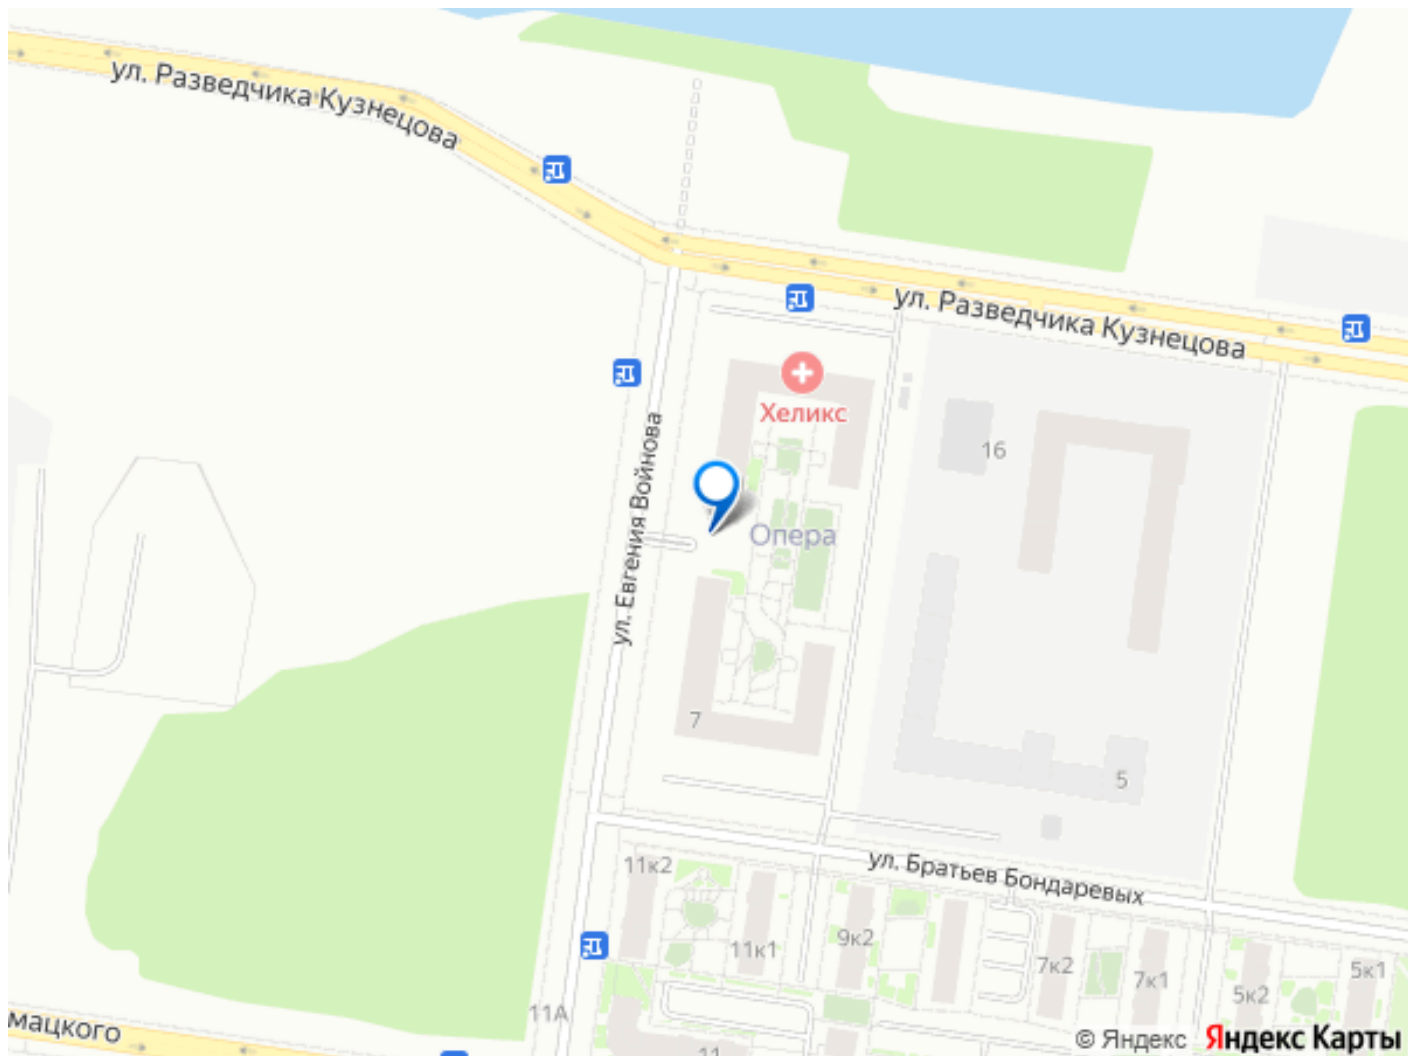 ул. Разведчика Кузнецова
ул. Разведчика Кузнецова
Хеликс
16
ул. Евгения Войнова
Опера
7
5
ул. Братьев Бондаревых
11к2
11к1
9к2
7к2
7к1
5к2
5к1
11А
мацкого
11
© Яндекс Яндекс Карты